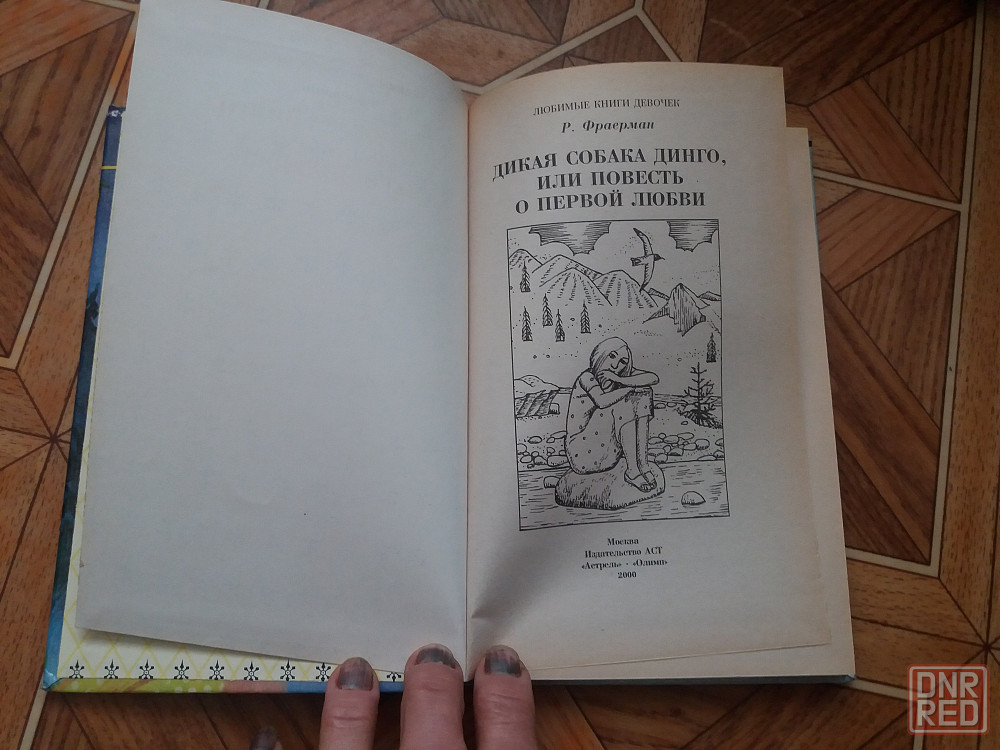 ЛЮБИМЫЕ КНИГИ ДЕВОЧЕК
Р. Фраерман
ДИКАЯ СОБАКА ДИНГО,
ИЛИ ПОВЕСТЬ
О ПЕРВОЙ ЛЮБВИ
Москва
Издательство АСТ
«Астрель» · «Олимп»
2000
DNR
RED